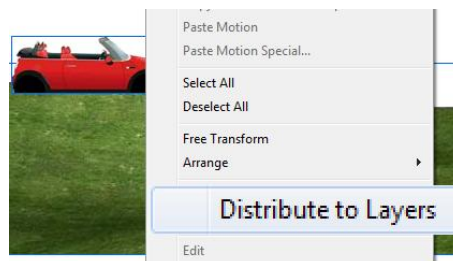 Paste Motion
Paste Motion Special...
Select All
Deselect All
Free Transform
Arrange
Distribute to Layers
Edit